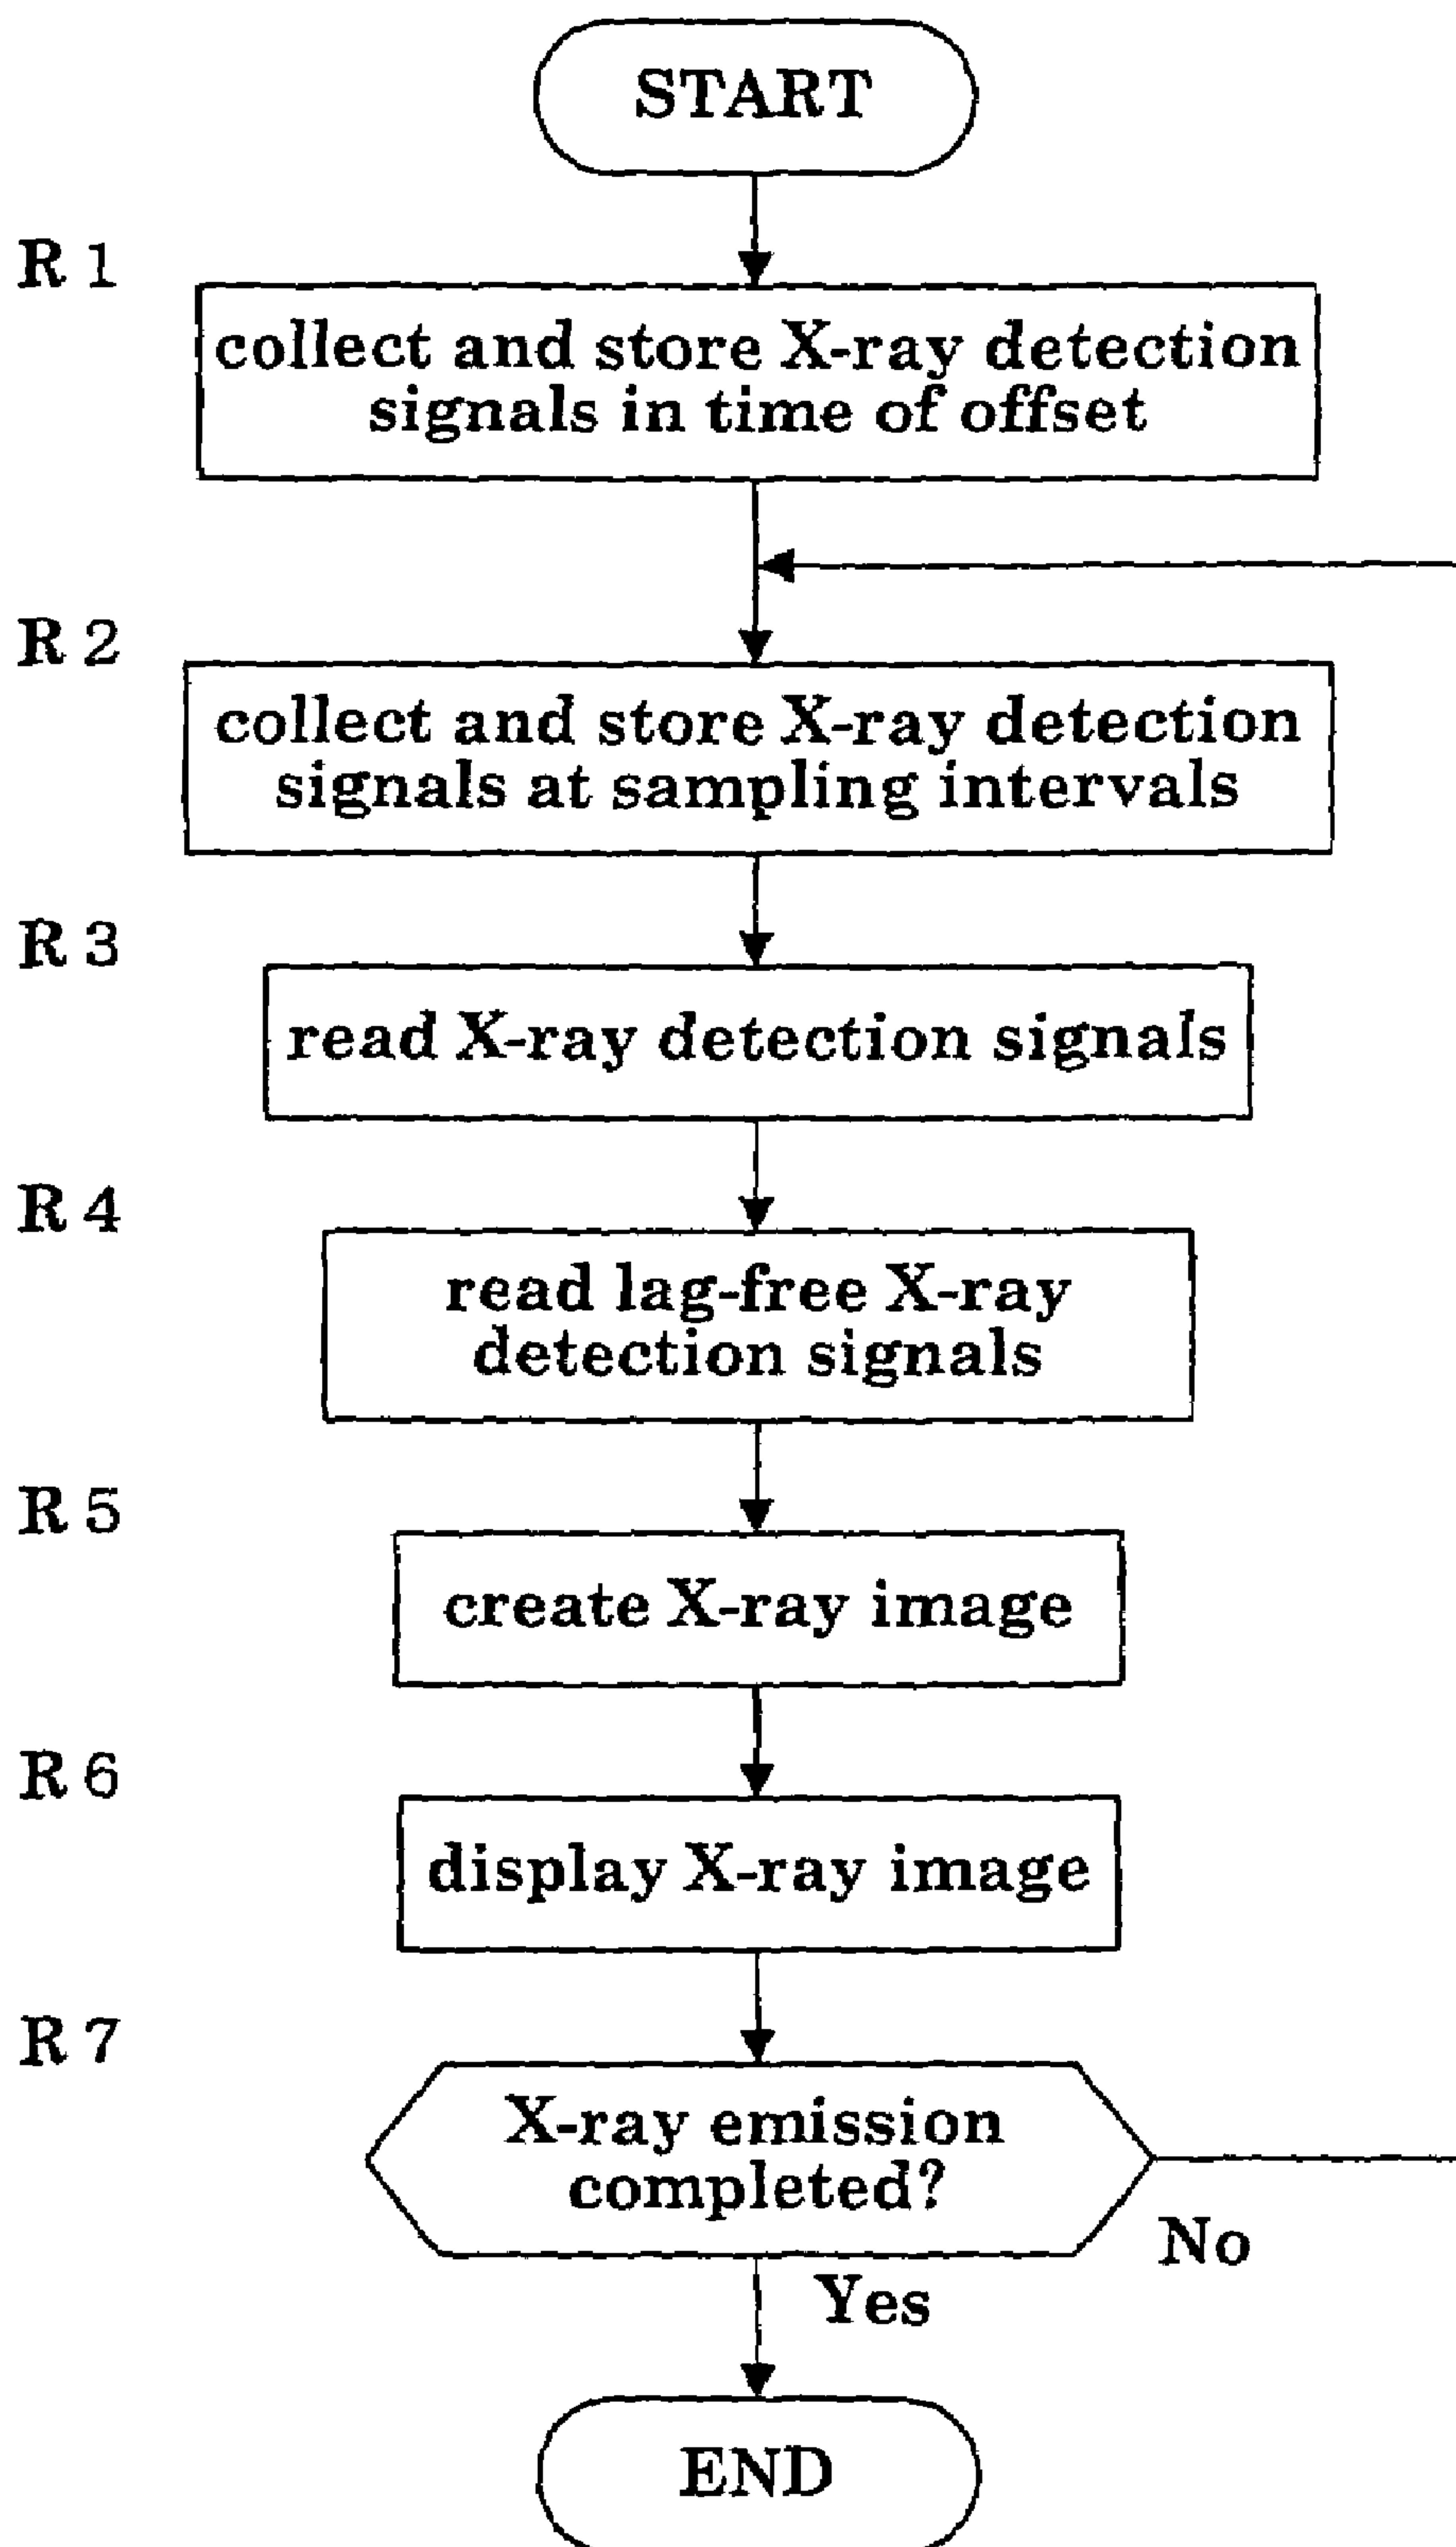 START
R 1
collect and store X-ray detection
signals in time of offset
R 2
collect and store X-ray detection
signals at sampling intervals
R 3
read X-ray detection signals
R 4
read lag-free X-ray
detection signals
R 5
create X-ray image
R 6
display X-ray image
R 7
X-ray emission
completed?
No
Yes
END